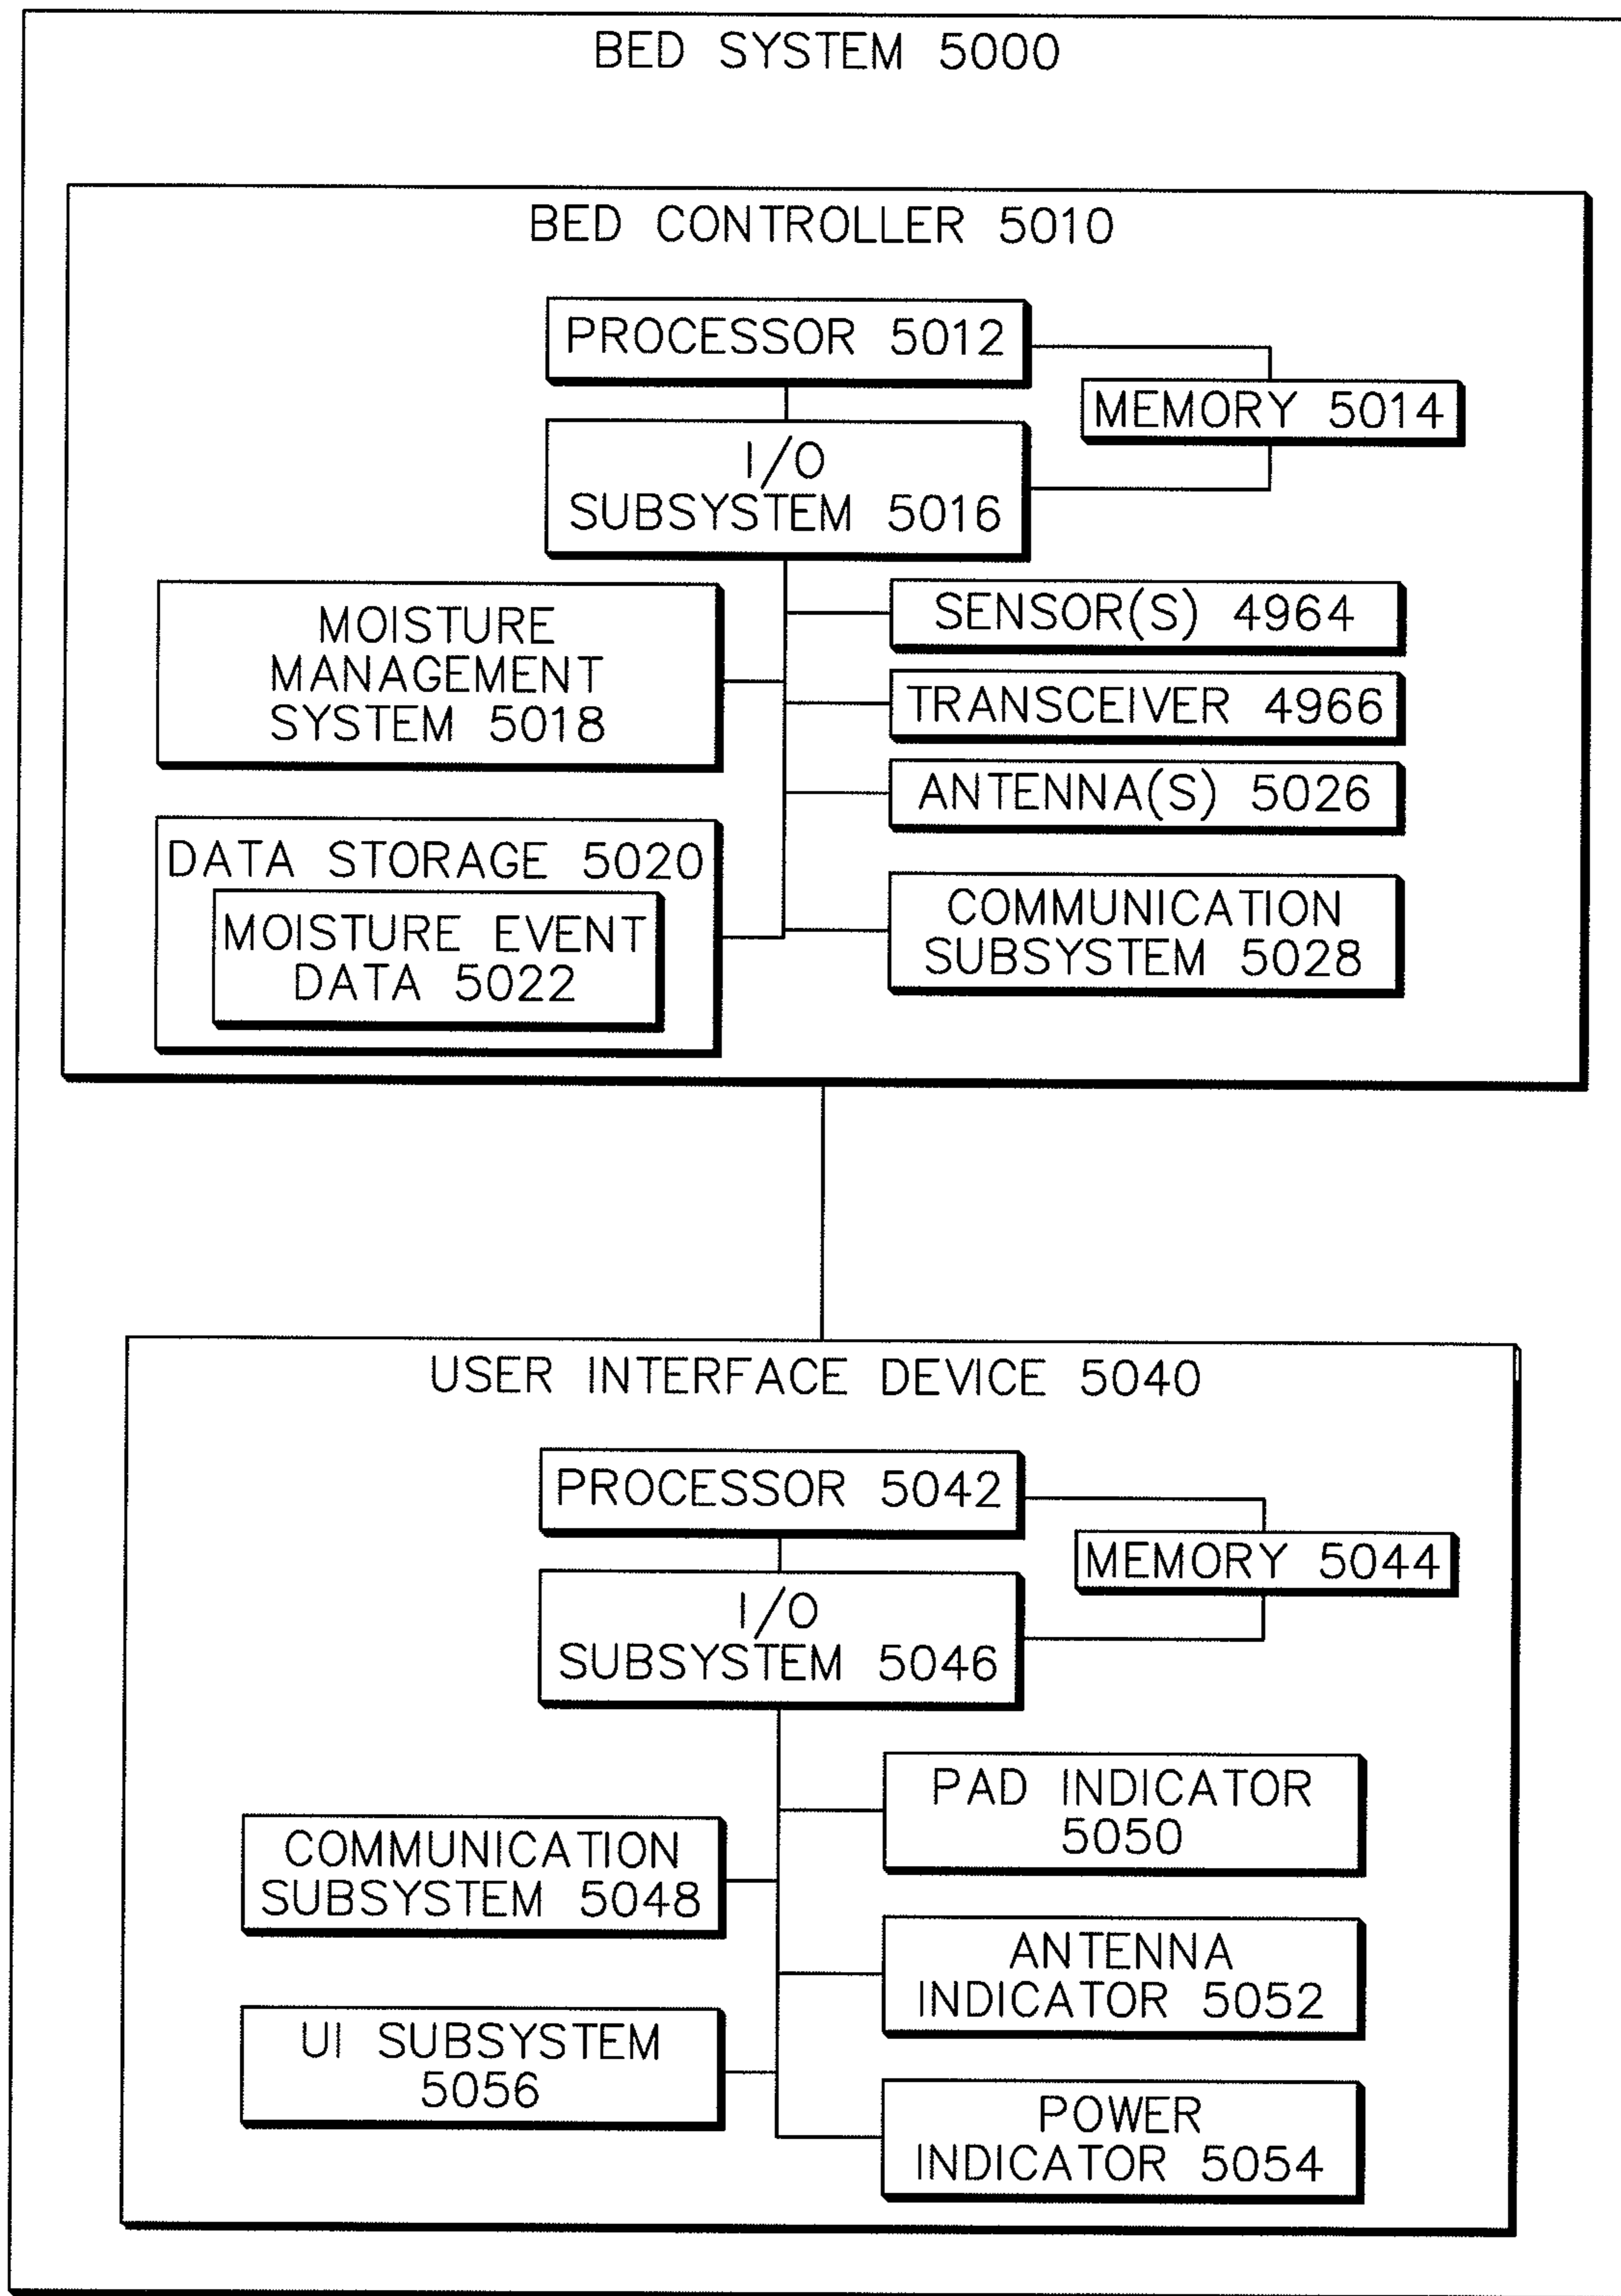 BED SYSTEM 5000
BED CONTROLLER 5010
PROCESSOR 5012
MEMORY 5014
I/O
SUBSYSTEM 5016
MOISTURE
MANAGEMENT
SYSTEM 5018
SENSOR(S) 4964
TRANSCEIVER 4966
ANTENNA(S) 5026
DATA STORAGE 5020
MOISTURE EVENT
DATA 5022
COMMUNICATION
SUBSYSTEM 5028
USER INTERFACE DEVICE 5040
PROCESSOR 5042
MEMORY 5044
I/O
SUBSYSTEM 5046
PAD INDICATOR
5050
COMMUNICATION
SUBSYSTEM 5048
ANTENNA
INDICATOR 5052
UI SUBSYSTEM
5056
POWER
INDICATOR 5054